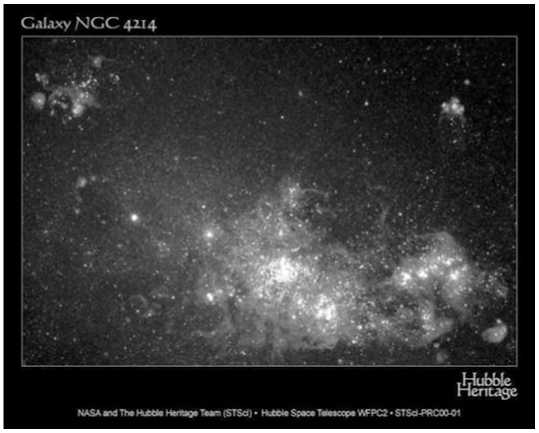 Galaxy NGC 4214
Hubble
Heritage
NASA and The Hubble Heritage Team (STScI) • Hubble Space Telescope WFPC2 • STScI-PRC00-01